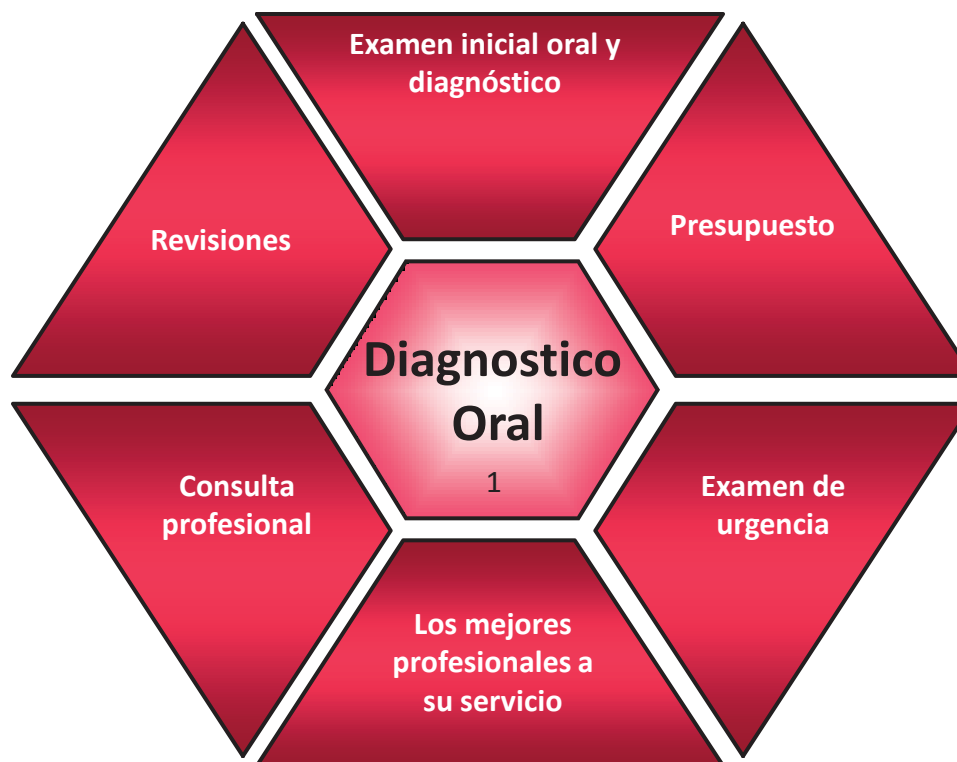 Examen inicial oral y
diagnóstico
Presupuesto
Revisiones
Diagnostico
Oral
1
Consulta
profesional
Examen de
urgencia
Los mejores
profesionales a
su servicio